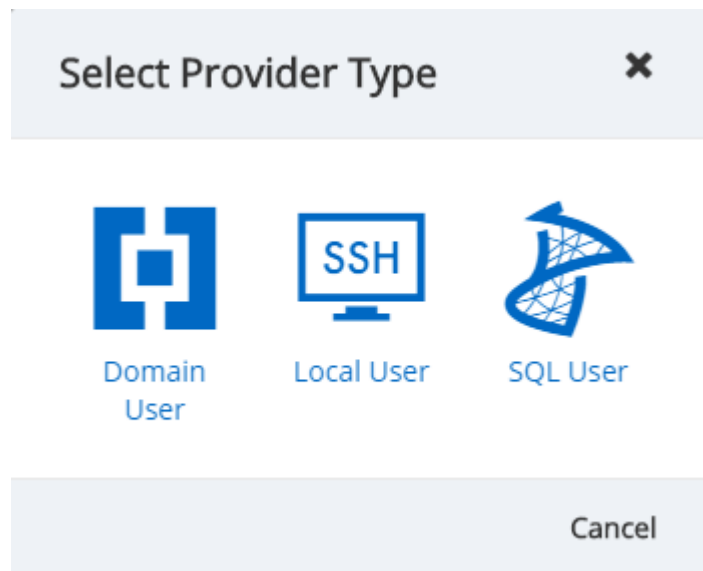 Select Provider Type
SSH
Domain
User
Local User
SQL User
Cancel